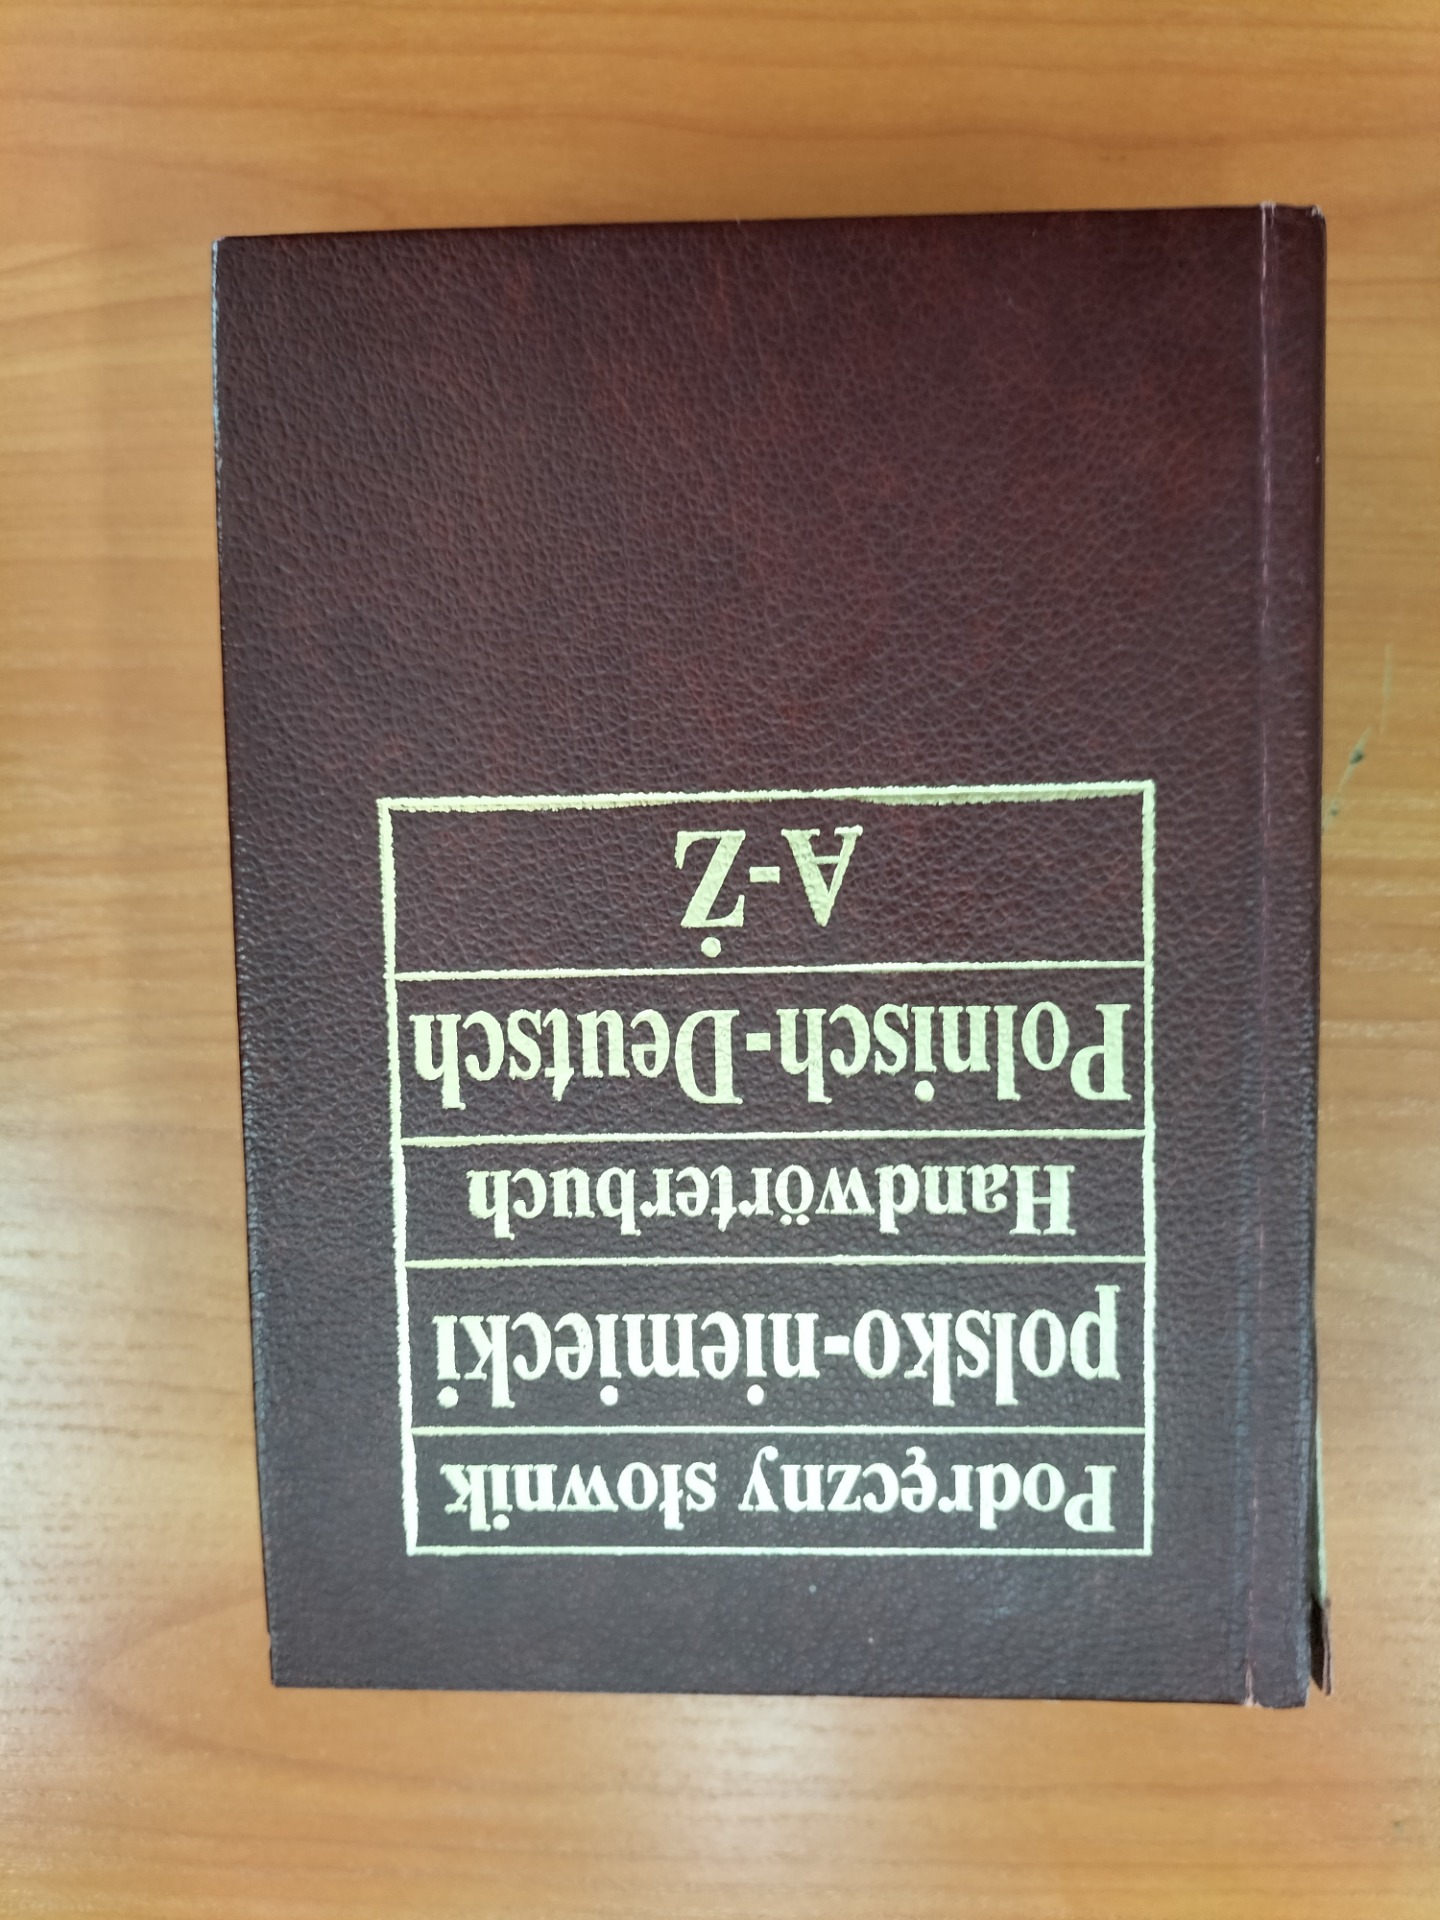 Podręczny słownik
polsko-niemiecki
Handwörterbuch
Polnisch-Deutsch
A-Ż